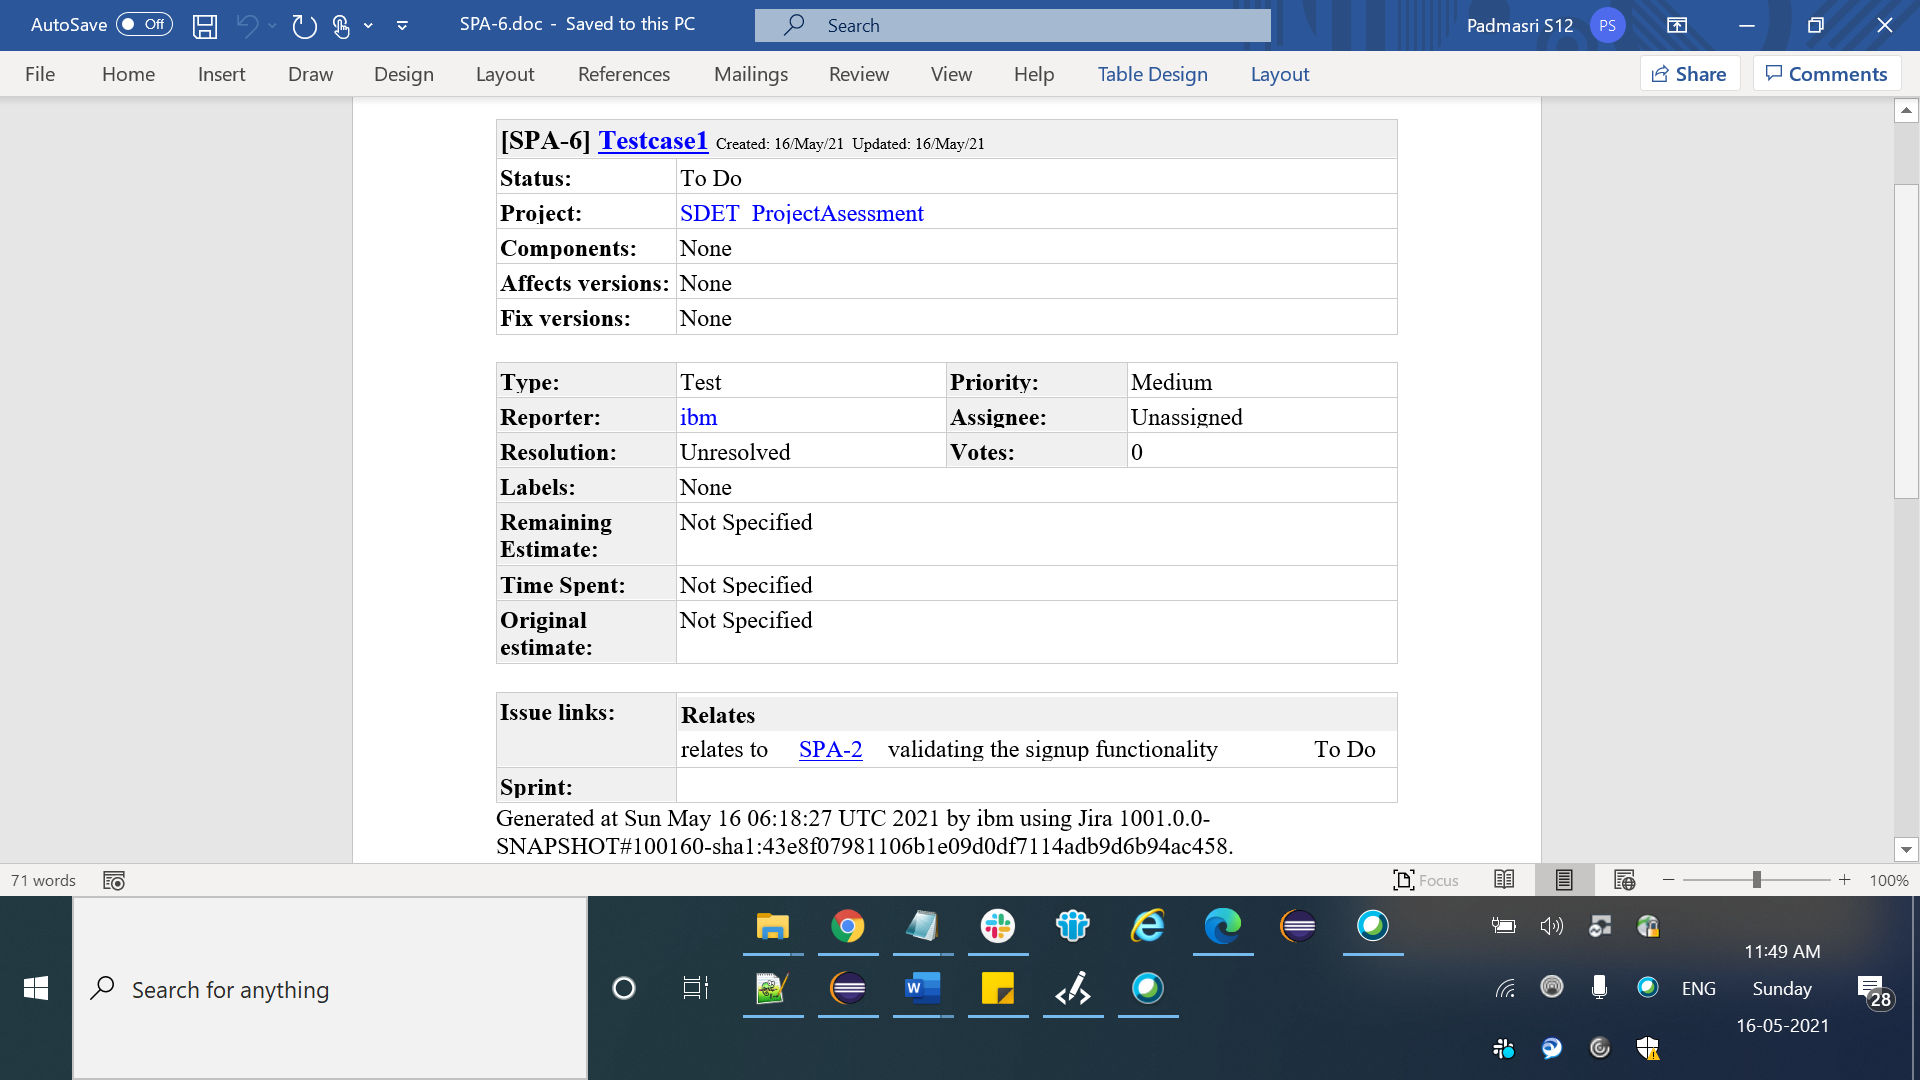 AutoSave Off SPA-6.doc - Saved to this PC Search Padmasri S12 PS
File Home Insert Draw Design Layout References Mailings Review View Help Table Design Layout Share Comments
[SPA-6] Testcase1 Created: 16/May/21 Updated: 16/May/21
Status: To Do
Project: SDET ProjectAsessment
Components: None
Affects versions: None
Fix versions: None
Type: Test Priority: Medium
Reporter: ibm Assignee: Unassigned
Resolution: Unresolved Votes: 0
Labels: None
Remaining Not Specified
Estimate:
Time Spent: Not Specified
Original Not Specified
estimate:
Issue links: Relates
relates to SPA-2 validating the signup functionality To Do
Sprint:
Generated at Sun May 16 06:18:27 UTC 2021 by ibm using Jira 1001.0.0-
SNAPSHOT#100160-sha1:43e8f07981106b1e09d0df7114adb9d6b94ac458.
71 words Focus 100%
Search for anything
11:49 AM
ENG Sunday 28
16-05-2021